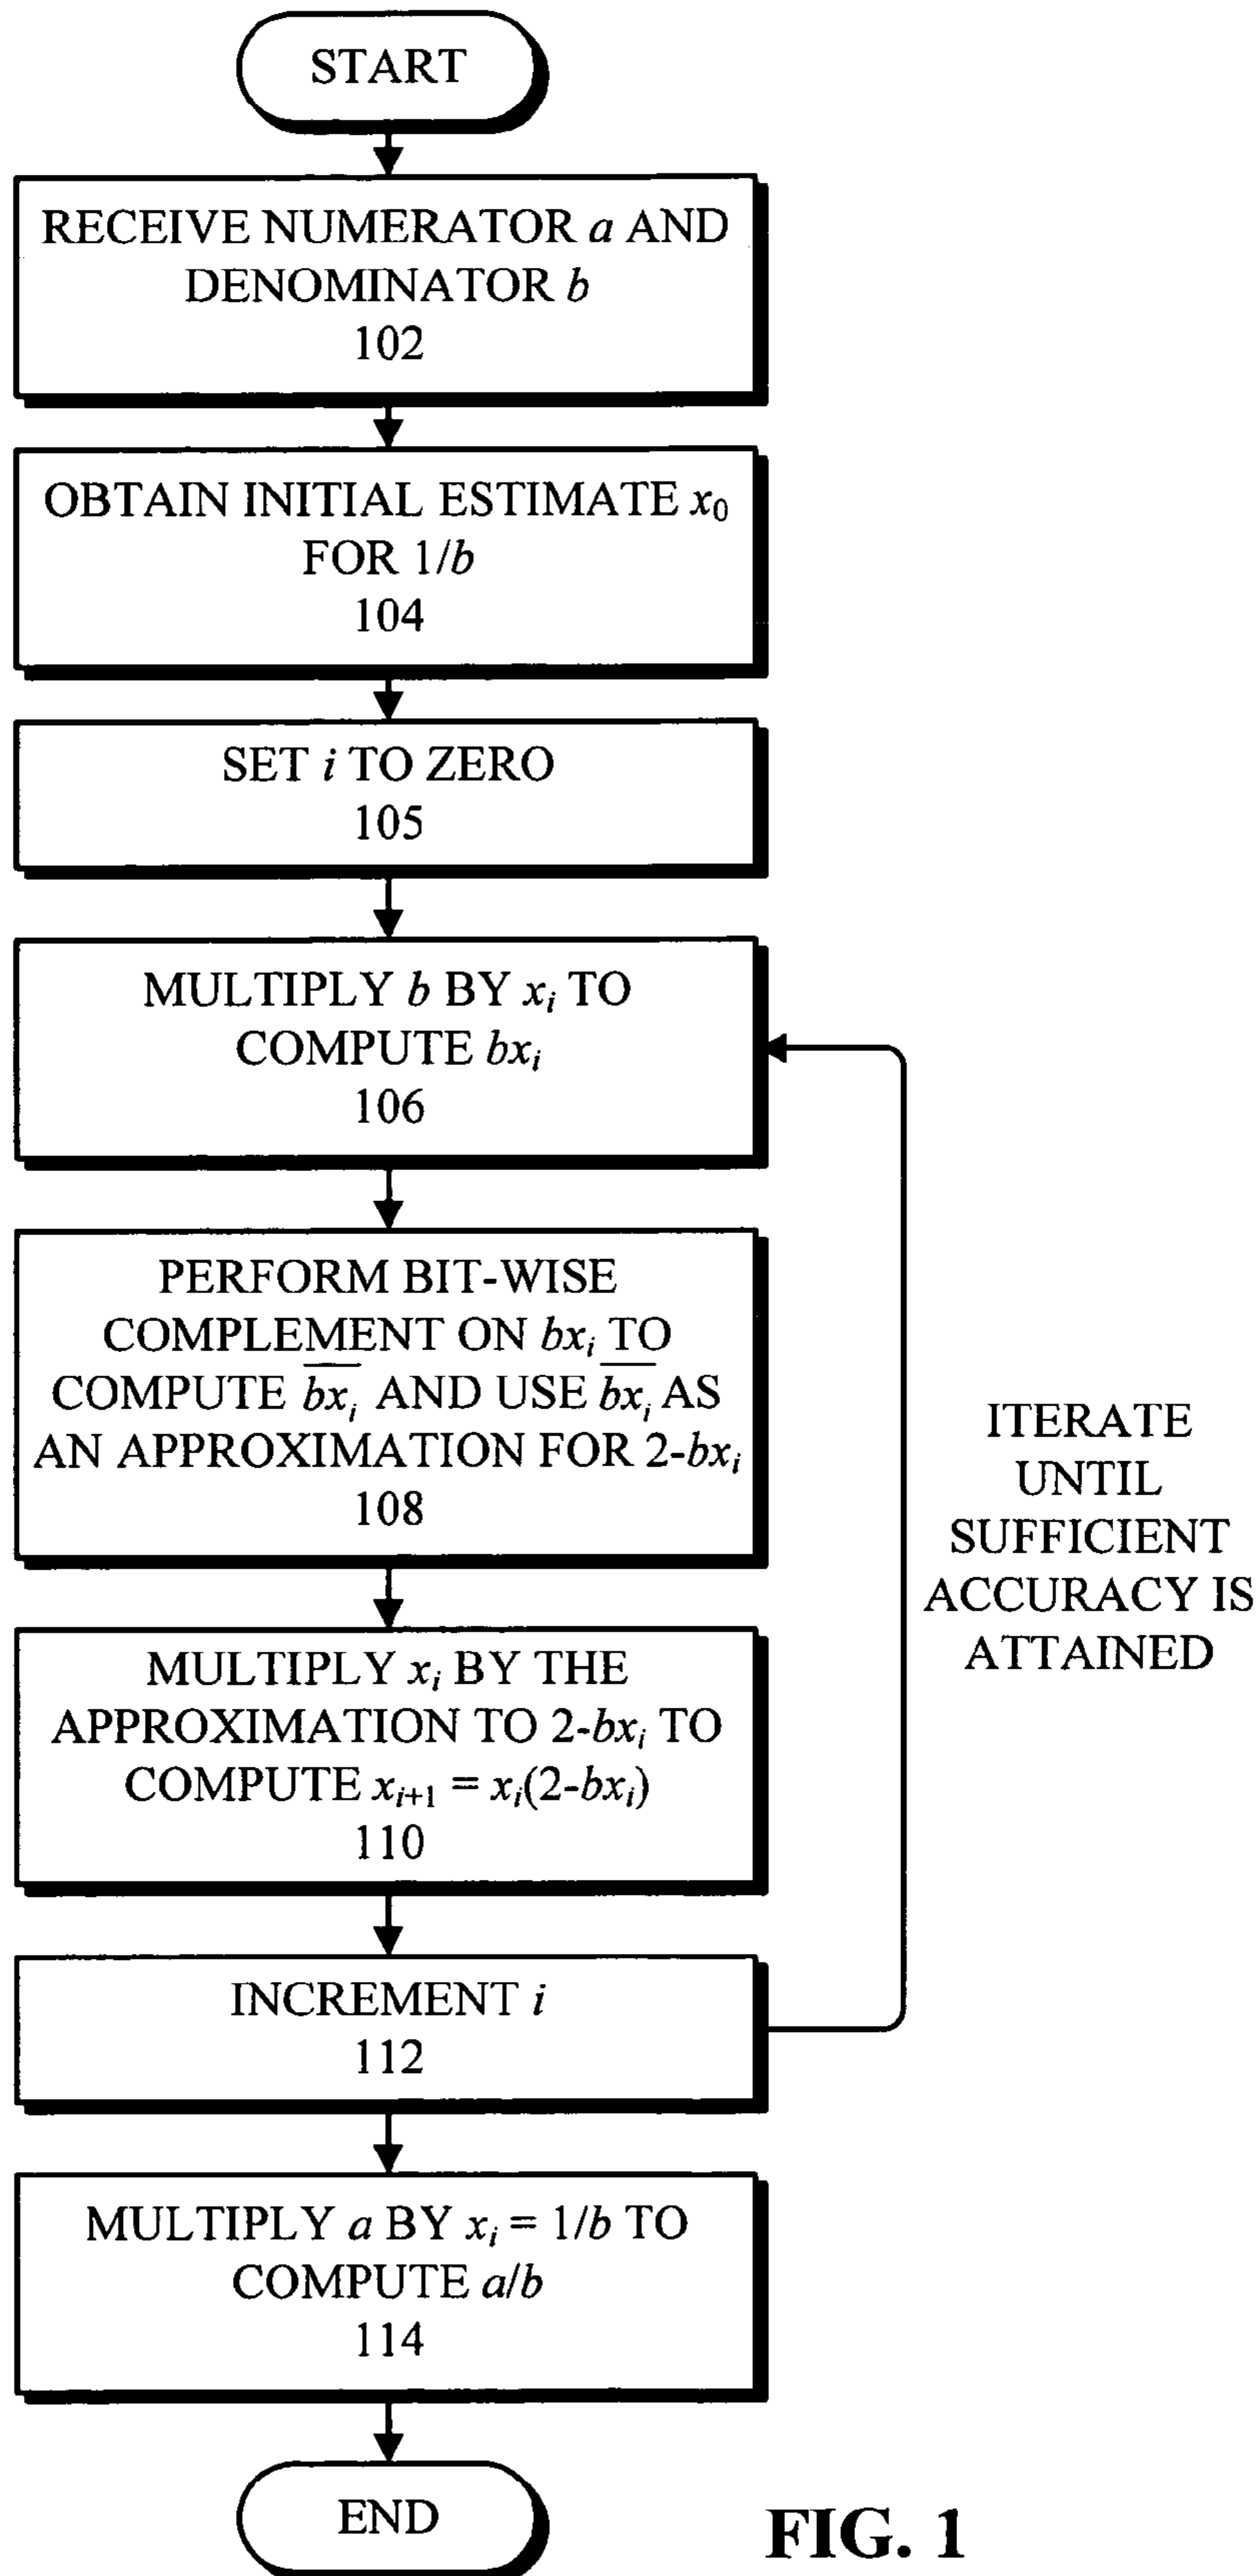 START
RECEIVE NUMERATOR a AND
DENOMINATOR b
102
OBTAIN INITIAL ESTIMATE x₀
FOR 1/b
104
SET i TO ZERO
105
MULTIPLY b BY xᵢ TO
COMPUTE bxᵢ
106
PERFORM BIT-WISE
COMPLEMENT ON bxᵢ TO
COMPUTE \overline{bxᵢ} AND USE \overline{bxᵢ} AS
AN APPROXIMATION FOR 2-bxᵢ
108
MULTIPLY xᵢ BY THE
APPROXIMATION TO 2-bxᵢ TO
COMPUTE xᵢ₊₁ = xᵢ(2-bxᵢ)
110
INCREMENT i
112
ITERATE
UNTIL
SUFFICIENT
ACCURACY IS
ATTAINED
MULTIPLY a BY xᵢ = 1/b TO
COMPUTE a/b
114
END
FIG. 1